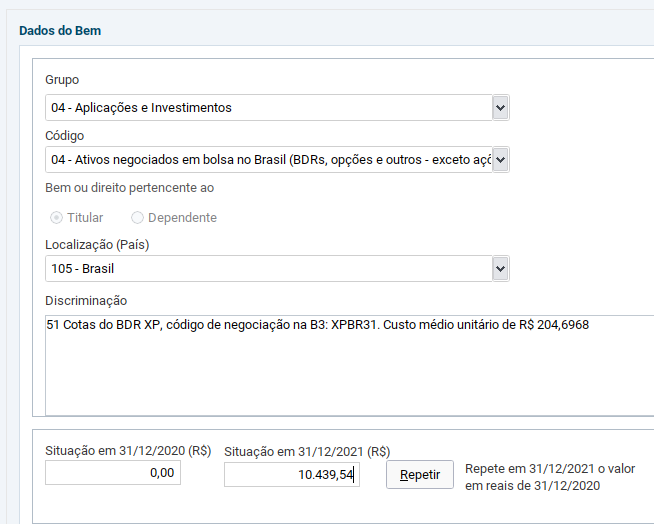 Dados do Bem
Grupo
04 - Aplicações e Investimentos
Código
04 - Ativos negociados em bolsa no Brasil (BDRs, opções e outros - exceto açõ
Bem ou direito pertencente ao
Titular Dependente
Localização (País)
105 - Brasil
Discriminação
51 Cotas do BDR XP, código de negociação na B3: XPBR31. Custo médio unitário de R$ 204,6968
Situação em 31/12/2020 (R$) Situação em 31/12/2021 (R$)
0,00 10.439,54 Repetir Repete em 31/12/2021 o valor
em reais de 31/12/2020